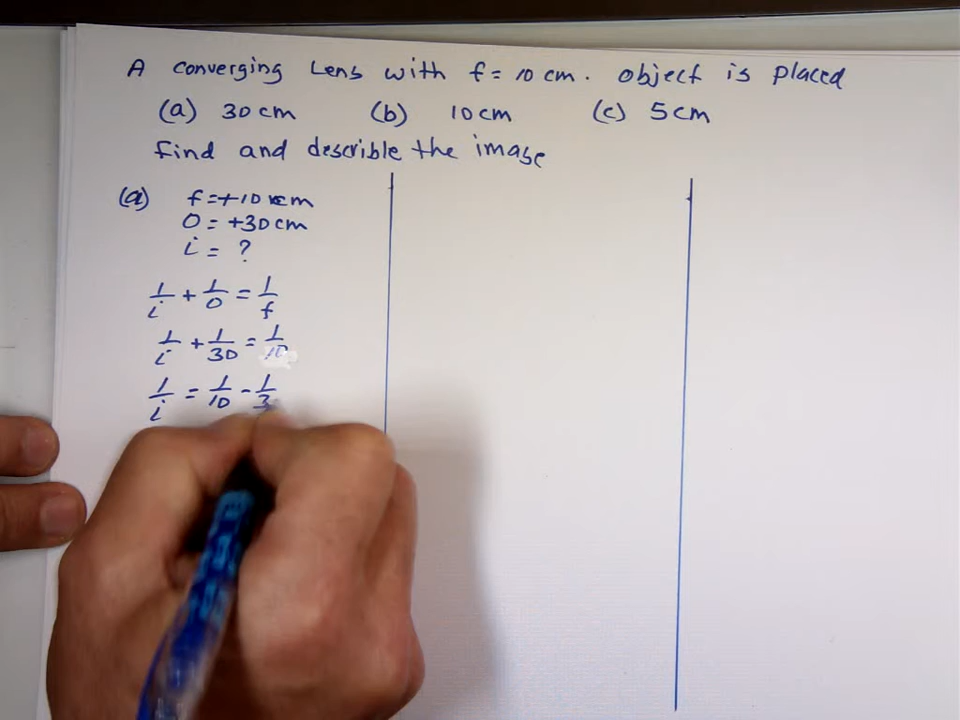 A converging Lens with f = 10 cm. object is placed
(a) 30 cm (b) 10 cm (c) 5 cm
find and describle the image
(a) f = +10 cm
O = +30 cm
i = ?
1/i + 1/O = 1/f
1/i + 1/30 = 1/10
1/i = 1/10 - 1/3